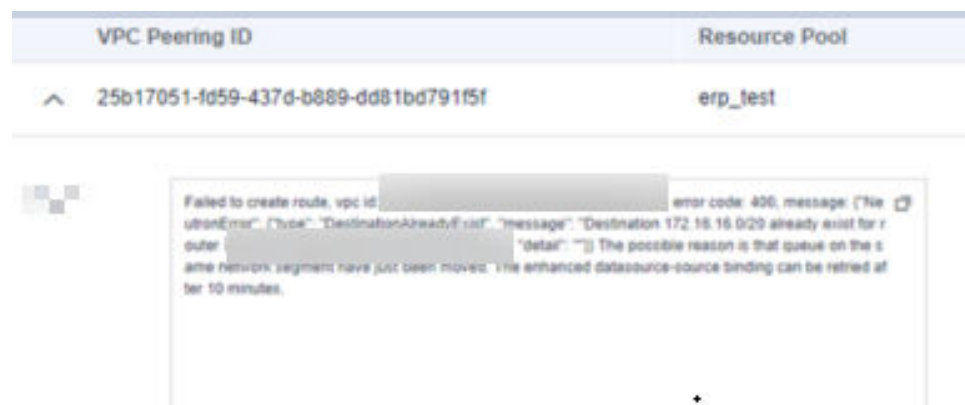 VPC Peering ID Resource Pool
25b17051-fd59-437d-b889-dd81bd791f5f erp_test
Failed to create route, vpc id: error code: 400, message: {"Ne
utronError": {"type": "DestinationAlreadyExist", "message": "Destination 172.16.16.0/20 already exist for r
outer "detail": ""}} The possible reason is that queue on the s
ame network segment have just been moved. The enhanced datasource-source binding can be retried af
ter 10 minutes.